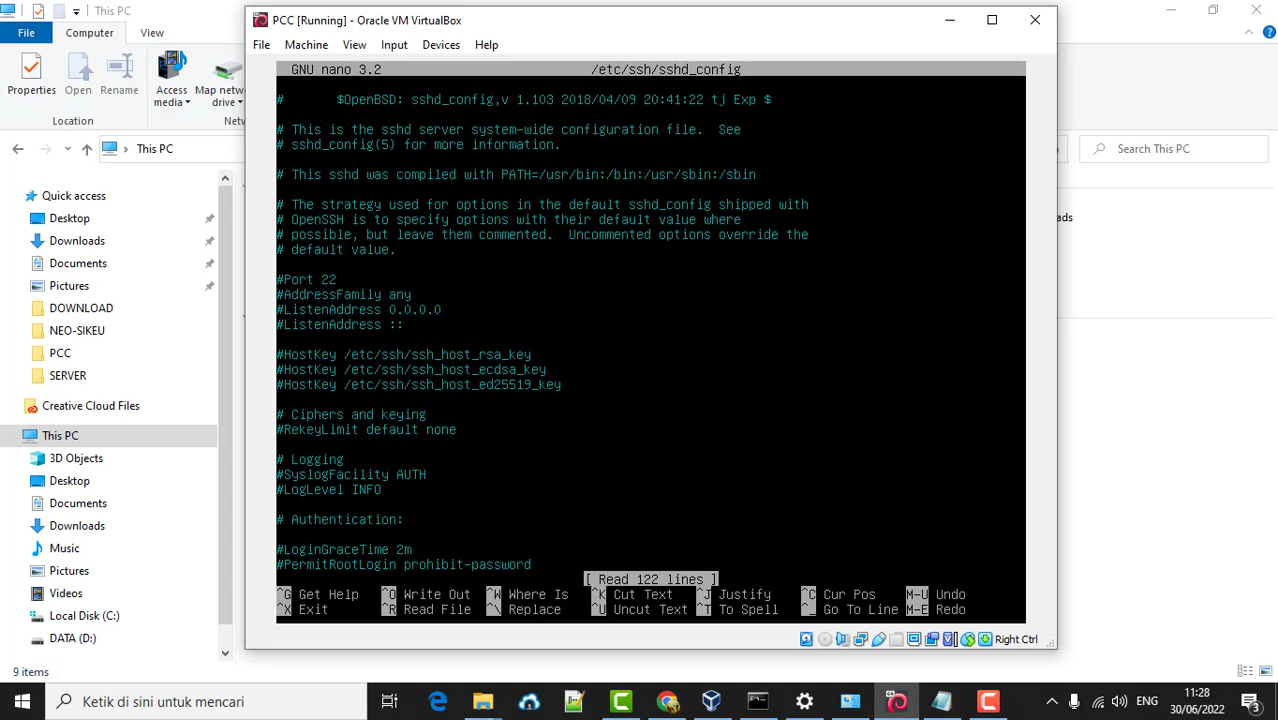 This PC
File
Computer
View
Properties
Open
Rename
Access
media
Map netw
drive
Location
Netw
This PC
Search This PC
Quick access
Desktop
Downloads
Documents
Pictures
DOWNLOAD
NEO-SIKEU
PCC
SERVER
Creative Cloud Files
This PC
3D Objects
Desktop
Documents
Downloads
Music
Pictures
Videos
Local Disk (C:)
DATA (D:)
9 items
ads
PCC [Running] - Oracle VM VirtualBox
File Machine View Input Devices Help
GNU nano 3.2 /etc/ssh/sshd_config
# $OpenBSD: sshd_config,v 1.103 2018/04/09 20:41:22 tj Exp $
# This is the sshd server system-wide configuration file. See
# sshd_config(5) for more information.
# This sshd was compiled with PATH=/usr/bin:/bin:/usr/sbin:/sbin
# The strategy used for options in the default sshd_config shipped with
# OpenSSH is to specify options with their default value where
# possible, but leave them commented. Uncommented options override the
# default value.
#Port 22
#AddressFamily any
#ListenAddress 0.0.0.0
#ListenAddress ::
#HostKey /etc/ssh/ssh_host_rsa_key
#HostKey /etc/ssh/ssh_host_ecdsa_key
#HostKey /etc/ssh/ssh_host_ed25519_key
# Ciphers and keying
#RekeyLimit default none
# Logging
#SyslogFacility AUTH
#LogLevel INFO
# Authentication:
#LoginGraceTime 2m
#PermitRootLogin prohibit-password
[ Read 122 lines ]
^G Get Help ^O Write Out ^W Where Is ^K Cut Text ^J Justify ^C Cur Pos M-U Undo
^X Exit ^R Read File ^\ Replace ^U Uncut Text ^T To Spell ^_ Go To Line M-E Redo
Right Ctrl
Ketik di sini untuk mencari
ENG
11:28
30/06/2022
3